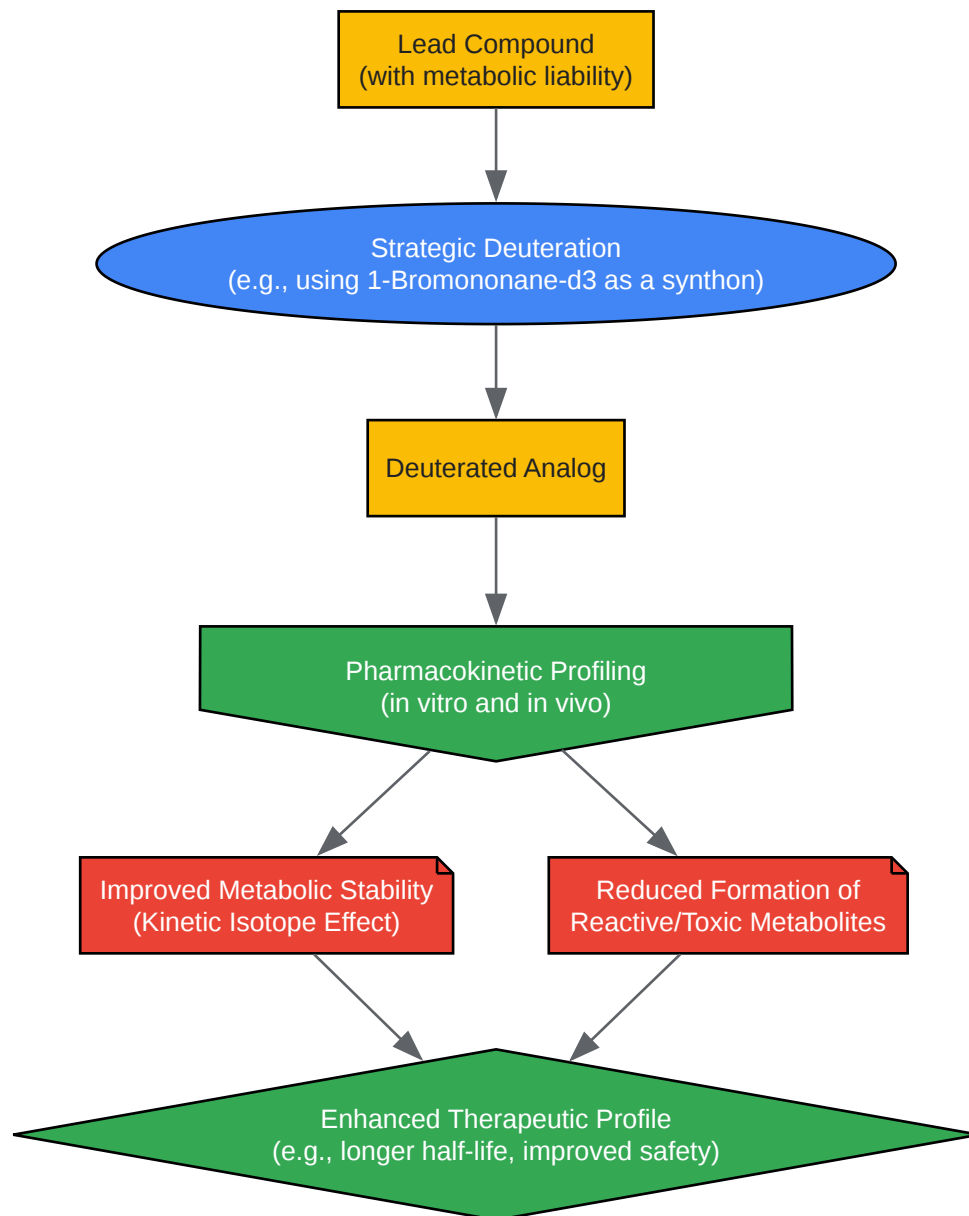 Lead Compound
(with metabolic liability)
Strategic Deuteration
(e.g., using 1-Bromononane-d3 as a synthon)
Deuterated Analog
Pharmacokinetic Profiling
(in vitro and in vivo)
Improved Metabolic Stability
(Kinetic Isotope Effect)
Reduced Formation of
Reactive/Toxic Metabolites
Enhanced Therapeutic Profile
(e.g., longer half-life, improved safety)